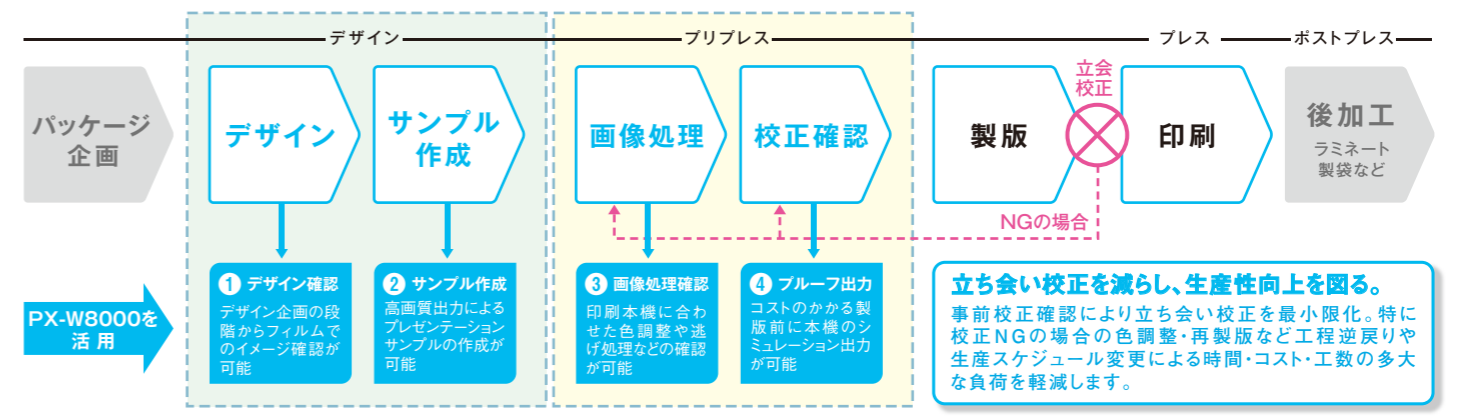 デザイン
プリプレス
プレス
ポストプレス
パッケージ
企画
デザイン
サンプル
作成
画像処理
校正確認
製版
立会
校正
印刷
後加工
ラミネート
製袋など
NGの場合
PX-W8000を
活用
1 デザイン確認
デザイン企画の段
階からフィルムで
のイメージ確認が
可能
2 サンプル作成
高画質出力による
プレゼンテーション
サンプルの作成が
可能
3 画像処理確認
印刷本機に合わ
せた色調整や逃
げ処理などの確認
が可能
4 プルーフ出力
コストのかかる製
版前に本機のシ
ミュレーション出力
が可能
立ち会い校正を減らし、生産性向上を図る。
事前校正確認により立ち会い校正を最小限化。特に
校正NGの場合の色調整・再製版など工程逆戻りや
生産スケジュール変更による時間・コスト・工数の多大
な負荷を軽減します。